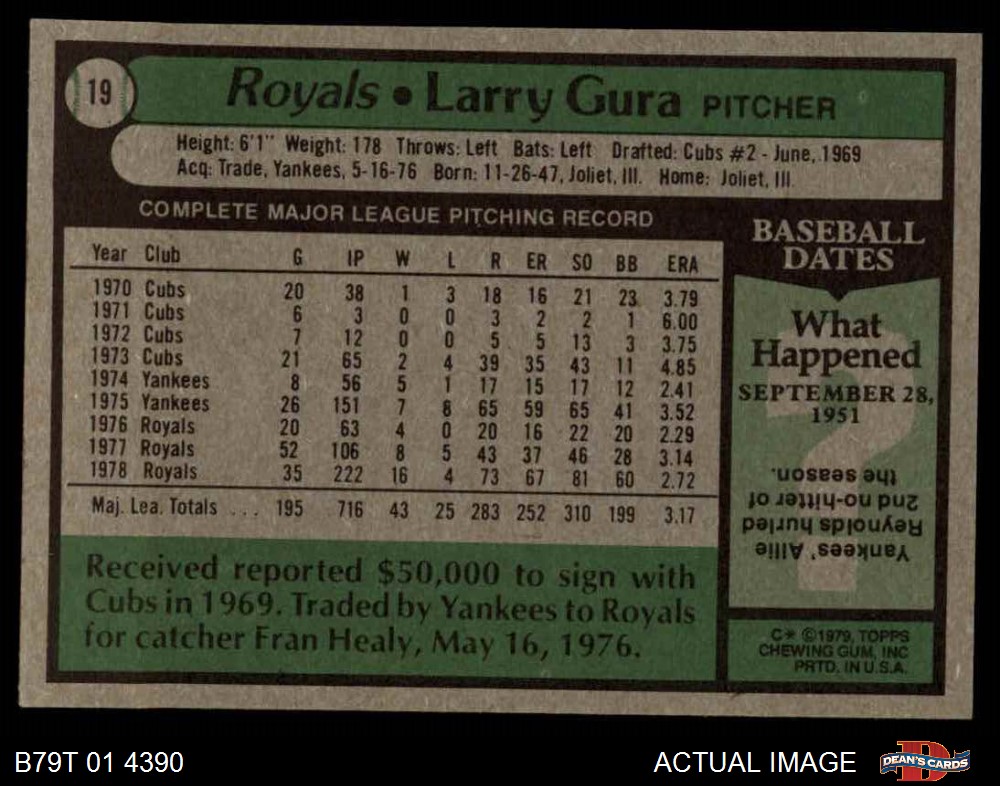 19
Royals • Larry Gura PITCHER
Height: 6'1" Weight: 178 Throws: Left Bats: Left Drafted: Cubs #2 - June, 1969
Acq: Trade, Yankees, 5-16-76 Born: 11-26-47, Joliet, Ill. Home: Joliet, Ill.
COMPLETE MAJOR LEAGUE PITCHING RECORD
Year Club G IP W L R ER SO BB ERA
1970 Cubs 20 38 1 3 18 16 21 23 3.79
1971 Cubs 6 3 0 0 3 2 2 1 6.00
1972 Cubs 7 12 0 0 5 5 13 3 3.75
1973 Cubs 21 65 2 4 39 35 43 11 4.85
1974 Yankees 8 56 5 1 17 15 17 12 2.41
1975 Yankees 26 151 7 8 65 59 65 41 3.52
1976 Royals 20 63 4 0 20 16 22 20 2.29
1977 Royals 52 106 8 5 43 37 46 28 3.14
1978 Royals 35 222 16 4 73 67 81 60 2.72
Maj. Lea. Totals ... 195 716 43 25 283 252 310 199 3.17
Received reported $50,000 to sign with
Cubs in 1969. Traded by Yankees to Royals
for catcher Fran Healy, May 16, 1976.
BASEBALL
DATES
?
What
Happened
SEPTEMBER 28,
1951
Yankees' Allie
Reynolds hurled
2nd no-hitter of
the season.
C* ©1979, TOPPS
CHEWING GUM, INC
PRTD. IN U.S.A.
B79T 01 4390
ACTUAL IMAGE
D
DEAN'S CARDS